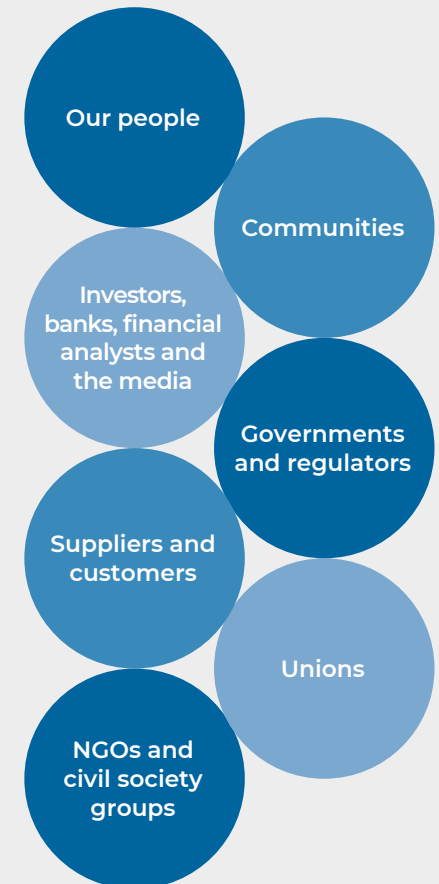 Our people
Communities
Investors,
banks, financial
analysts and
the media
Governments
and regulators
Suppliers and
customers
Unions
NGOs and
civil society
groups